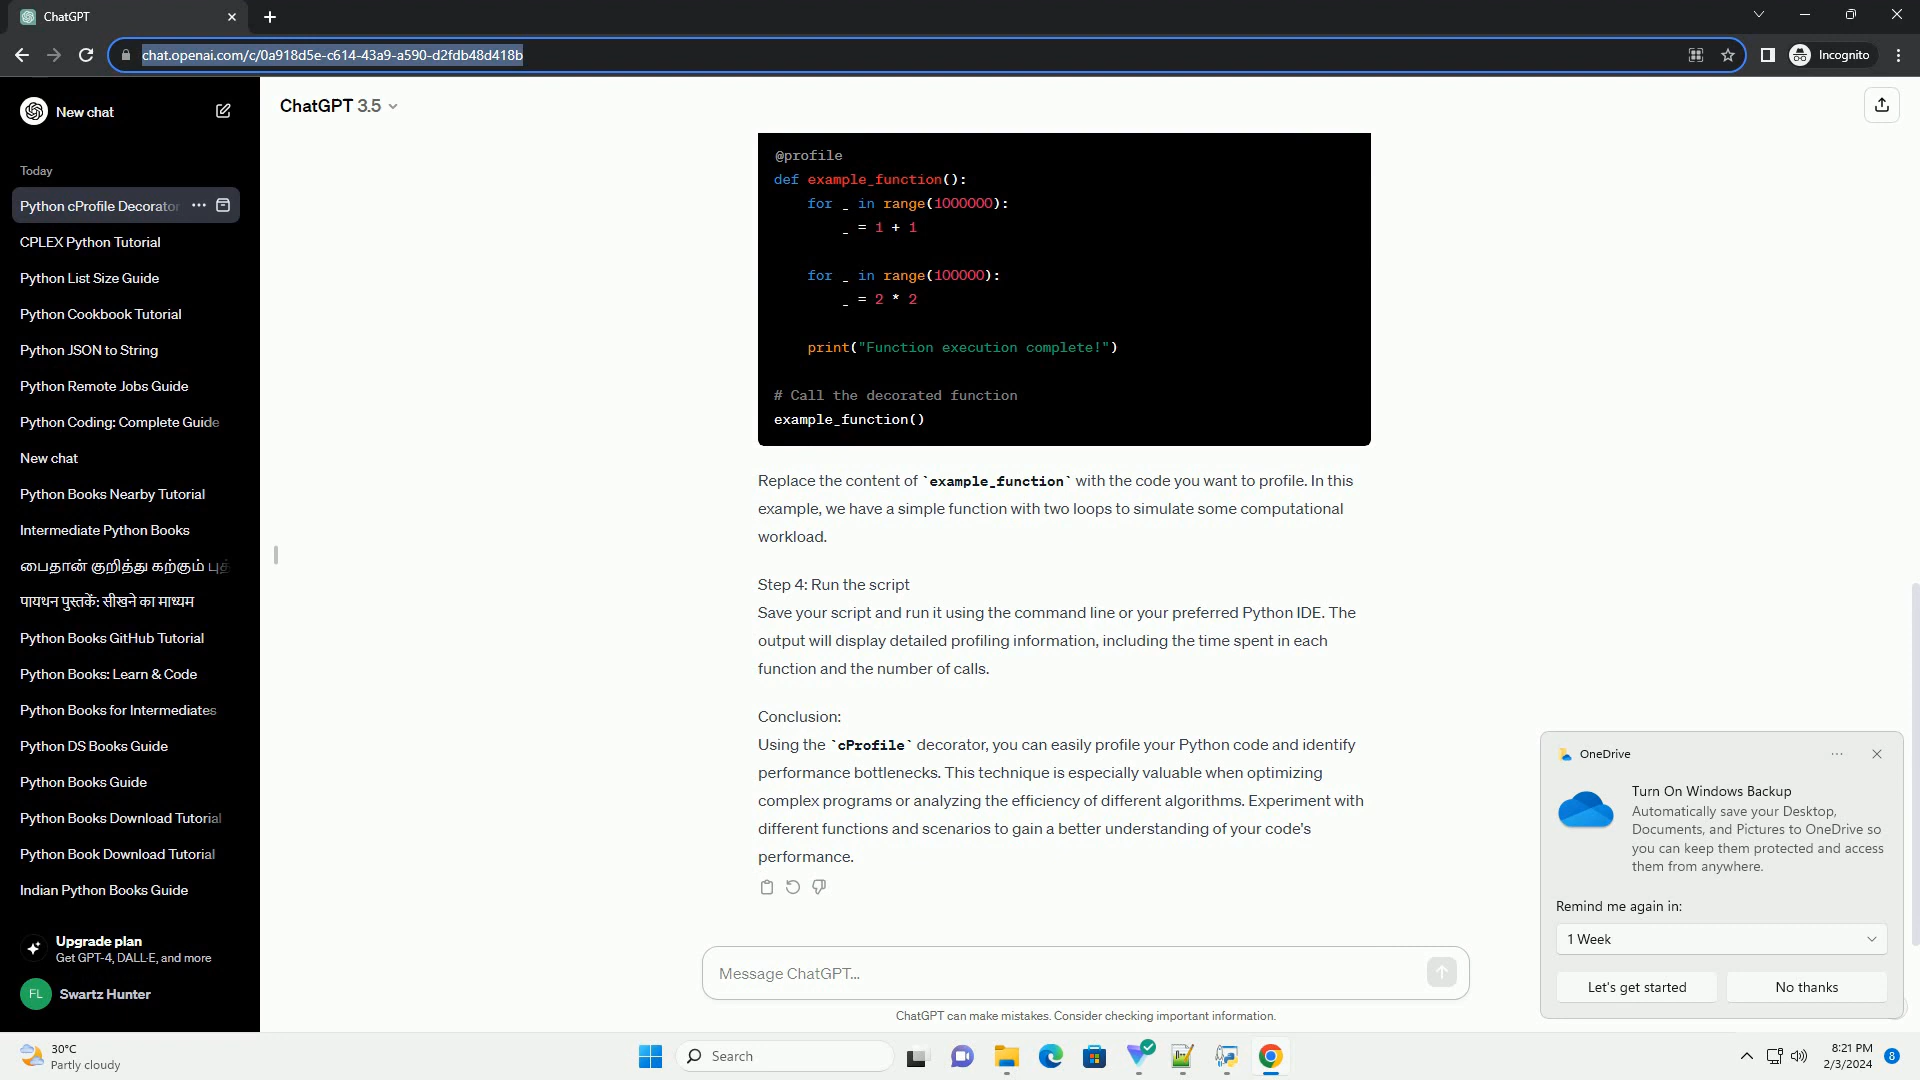 ChatGPT
chat.openai.com/c/0a918d5e-c614-43a9-a590-d2fdb48d418b
Incognito
New chat
Today
Python cProfile Decorator
CPLEX Python Tutorial
Python List Size Guide
Python Cookbook Tutorial
Python JSON to String
Python Remote Jobs Guide
Python Coding: Complete Guide
New chat
Python Books Nearby Tutorial
Intermediate Python Books
பைதான் குறித்து கற்கும் புத்
पायथन पुस्तकें: सीखने का माध्यम
Python Books GitHub Tutorial
Python Books: Learn & Code
Python Books for Intermediates
Python DS Books Guide
Python Books Guide
Python Books Download Tutorial
Python Book Download Tutorial
Indian Python Books Guide
Upgrade plan
Get GPT-4, DALL·E, and more
FL
Swartz Hunter
ChatGPT 3.5
@profile
def example_function():
for _ in range(1000000):
_ = 1 + 1
for _ in range(100000):
_ = 2 * 2
print("Function execution complete!")
# Call the decorated function
example_function()
Replace the content of `example_function` with the code you want to profile. In this
example, we have a simple function with two loops to simulate some computational
workload.
Step 4: Run the script
Save your script and run it using the command line or your preferred Python IDE. The
output will display detailed profiling information, including the time spent in each
function and the number of calls.
Conclusion:
Using the `cProfile` decorator, you can easily profile your Python code and identify
performance bottlenecks. This technique is especially valuable when optimizing
complex programs or analyzing the efficiency of different algorithms. Experiment with
different functions and scenarios to gain a better understanding of your code's
performance.
Message ChatGPT...
ChatGPT can make mistakes. Consider checking important information.
OneDrive
Turn On Windows Backup
Automatically save your Desktop,
Documents, and Pictures to OneDrive so
you can keep them protected and access
them from anywhere.
Remind me again in:
1 Week
Let's get started
No thanks
30°C
Partly cloudy
Search
8:21 PM
2/3/2024
8